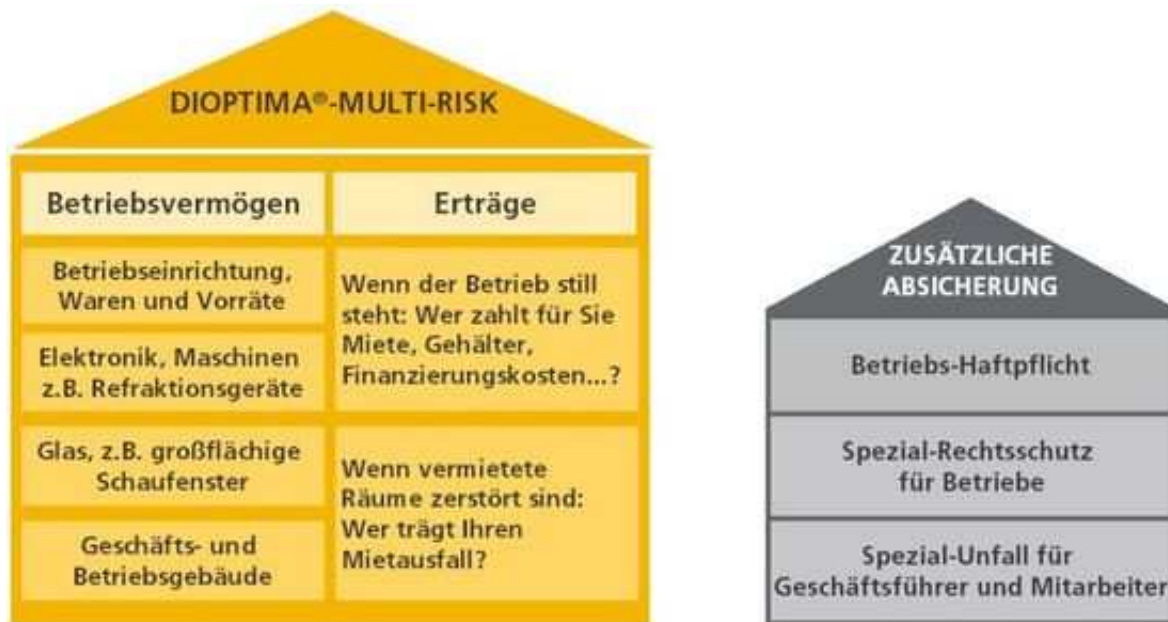 DIOPTIMA®-MULTI-RISK
Betriebsvermögen
Erträge
Betriebseinrichtung,
Waren und Vorräte
Elektronik, Maschinen
z.B. Refraktionsgeräte
Glas, z.B. großflächige
Schaufenster
Geschäfts- und
Betriebsgebäude
Wenn der Betrieb still
steht: Wer zahlt für Sie
Miete, Gehälter,
Finanzierungskosten...?
Wenn vermietete
Räume zerstört sind:
Wer trägt Ihren
Mietausfall?
ZUSÄTZLICHE
ABSICHERUNG
Betriebs-Haftpflicht
Spezial-Rechtsschutz
für Betriebe
Spezial-Unfall für
Geschäftsführer und Mitarbeiter